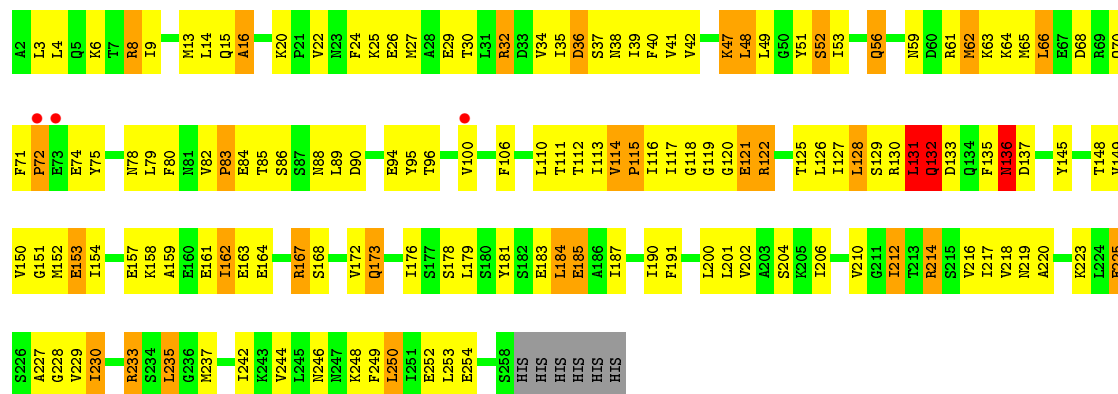 A2 L3 L4 Q5 K6 T7 R8 I9 M13 L14 Q15 A16 K20 P21 V22 N23 F24 K25 E26 M27 A28 E29 T30 L31 R32 D33 V34 I35 D36 S37 N38 I39 F40 V41 V42 K47 L48 L49 G50 Y51 S52 I53 Q56 N59 D60 R61 M62 K63 K64 M65 L66 E67 D68 R69 Q70
F71 P72 E73 E74 Y75 N78 L79 F80 N81 V82 P83 E84 T85 S86 S87 N88 L89 D90 E94 Y95 T96 V100 F106 L110 T111 T112 I113 V114 P115 I116 I117 G118 G119 G120 E121 R122 T125 L126 I127 L128 S129 R130 L131 Q132 D133 Q134 F135 N136 D137 Y145 T148 V149
V150 G151 M152 E153 I154 E157 K158 A159 E160 E161 I162 E163 E164 R167 S168 V172 Q173 I176 S177 S178 L179 S180 Y181 S182 E183 L184 E185 A186 I187 I190 F191 L200 L201 V202 A203 S204 K205 I206 V210 G211 I212 T213 R214 S215 V216 I217 V218 N219 A220 K223 L224 E225
S226 A227 G228 V229 I230 R233 S234 L235 G236 M237 I242 K243 V244 L245 N246 N247 K248 F249 L250 I251 E252 L253 E254 S258 HIS HIS HIS HIS HIS HIS